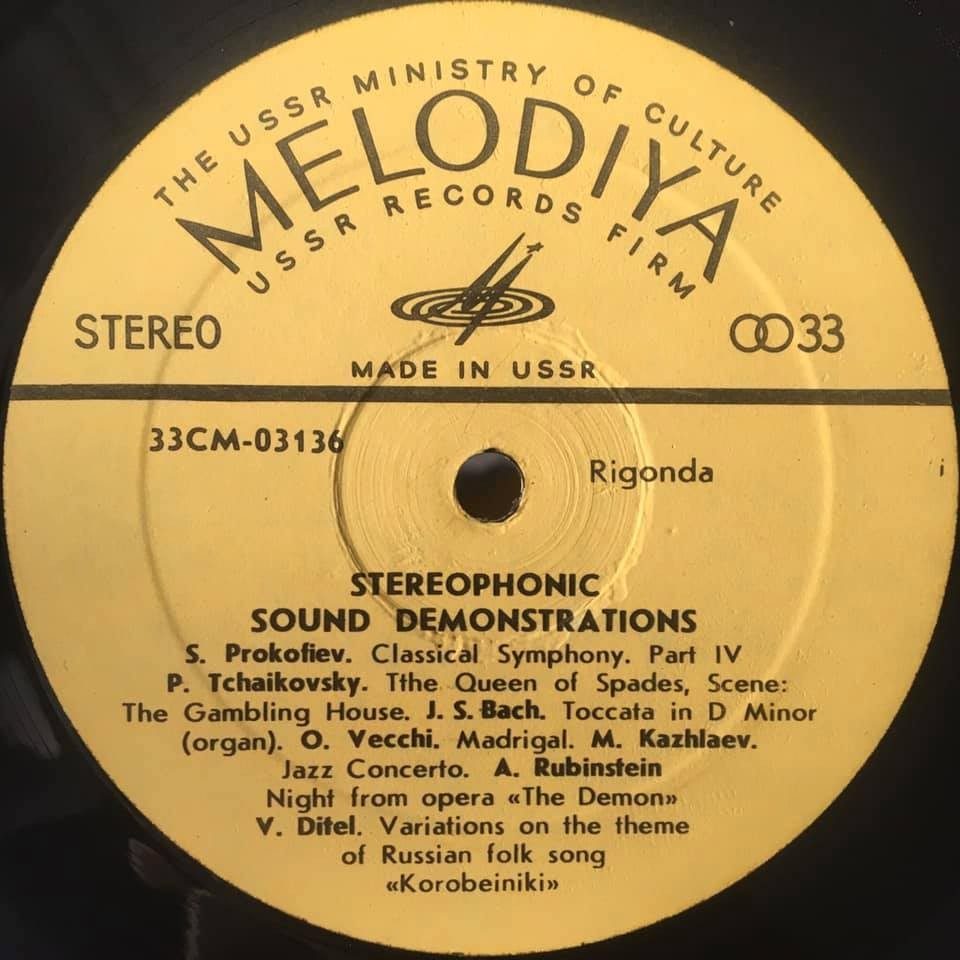 THE USSR MINISTRY OF CULTURE
MELODIYA
USSR RECORDS FIRM
STEREO
33
MADE IN USSR
33CM-03136
Rigonda
STEREOPHONIC
SOUND DEMONSTRATIONS
S. Prokofiev. Classical Symphony. Part IV
P. Tchaikovsky. Tthe Queen of Spades, Scene:
The Gambling House. J. S. Bach. Toccata in D Minor
(organ). O. Vecchi. Madrigal. M. Kazhlaev.
Jazz Concerto. A. Rubinstein
Night from opera «The Demon»
V. Ditel. Variations on the theme
of Russian folk song
«Korobeiniki»